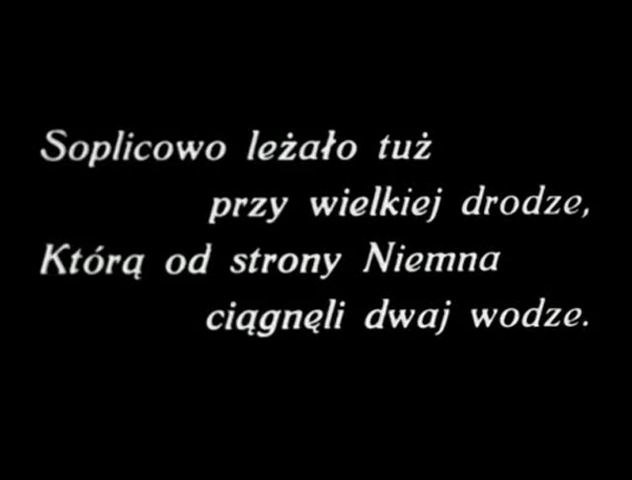 Soplicowo leżało tuż
przy wielkiej drodze,
Którą od strony Niemna
ciągnęli dwaj wodze.